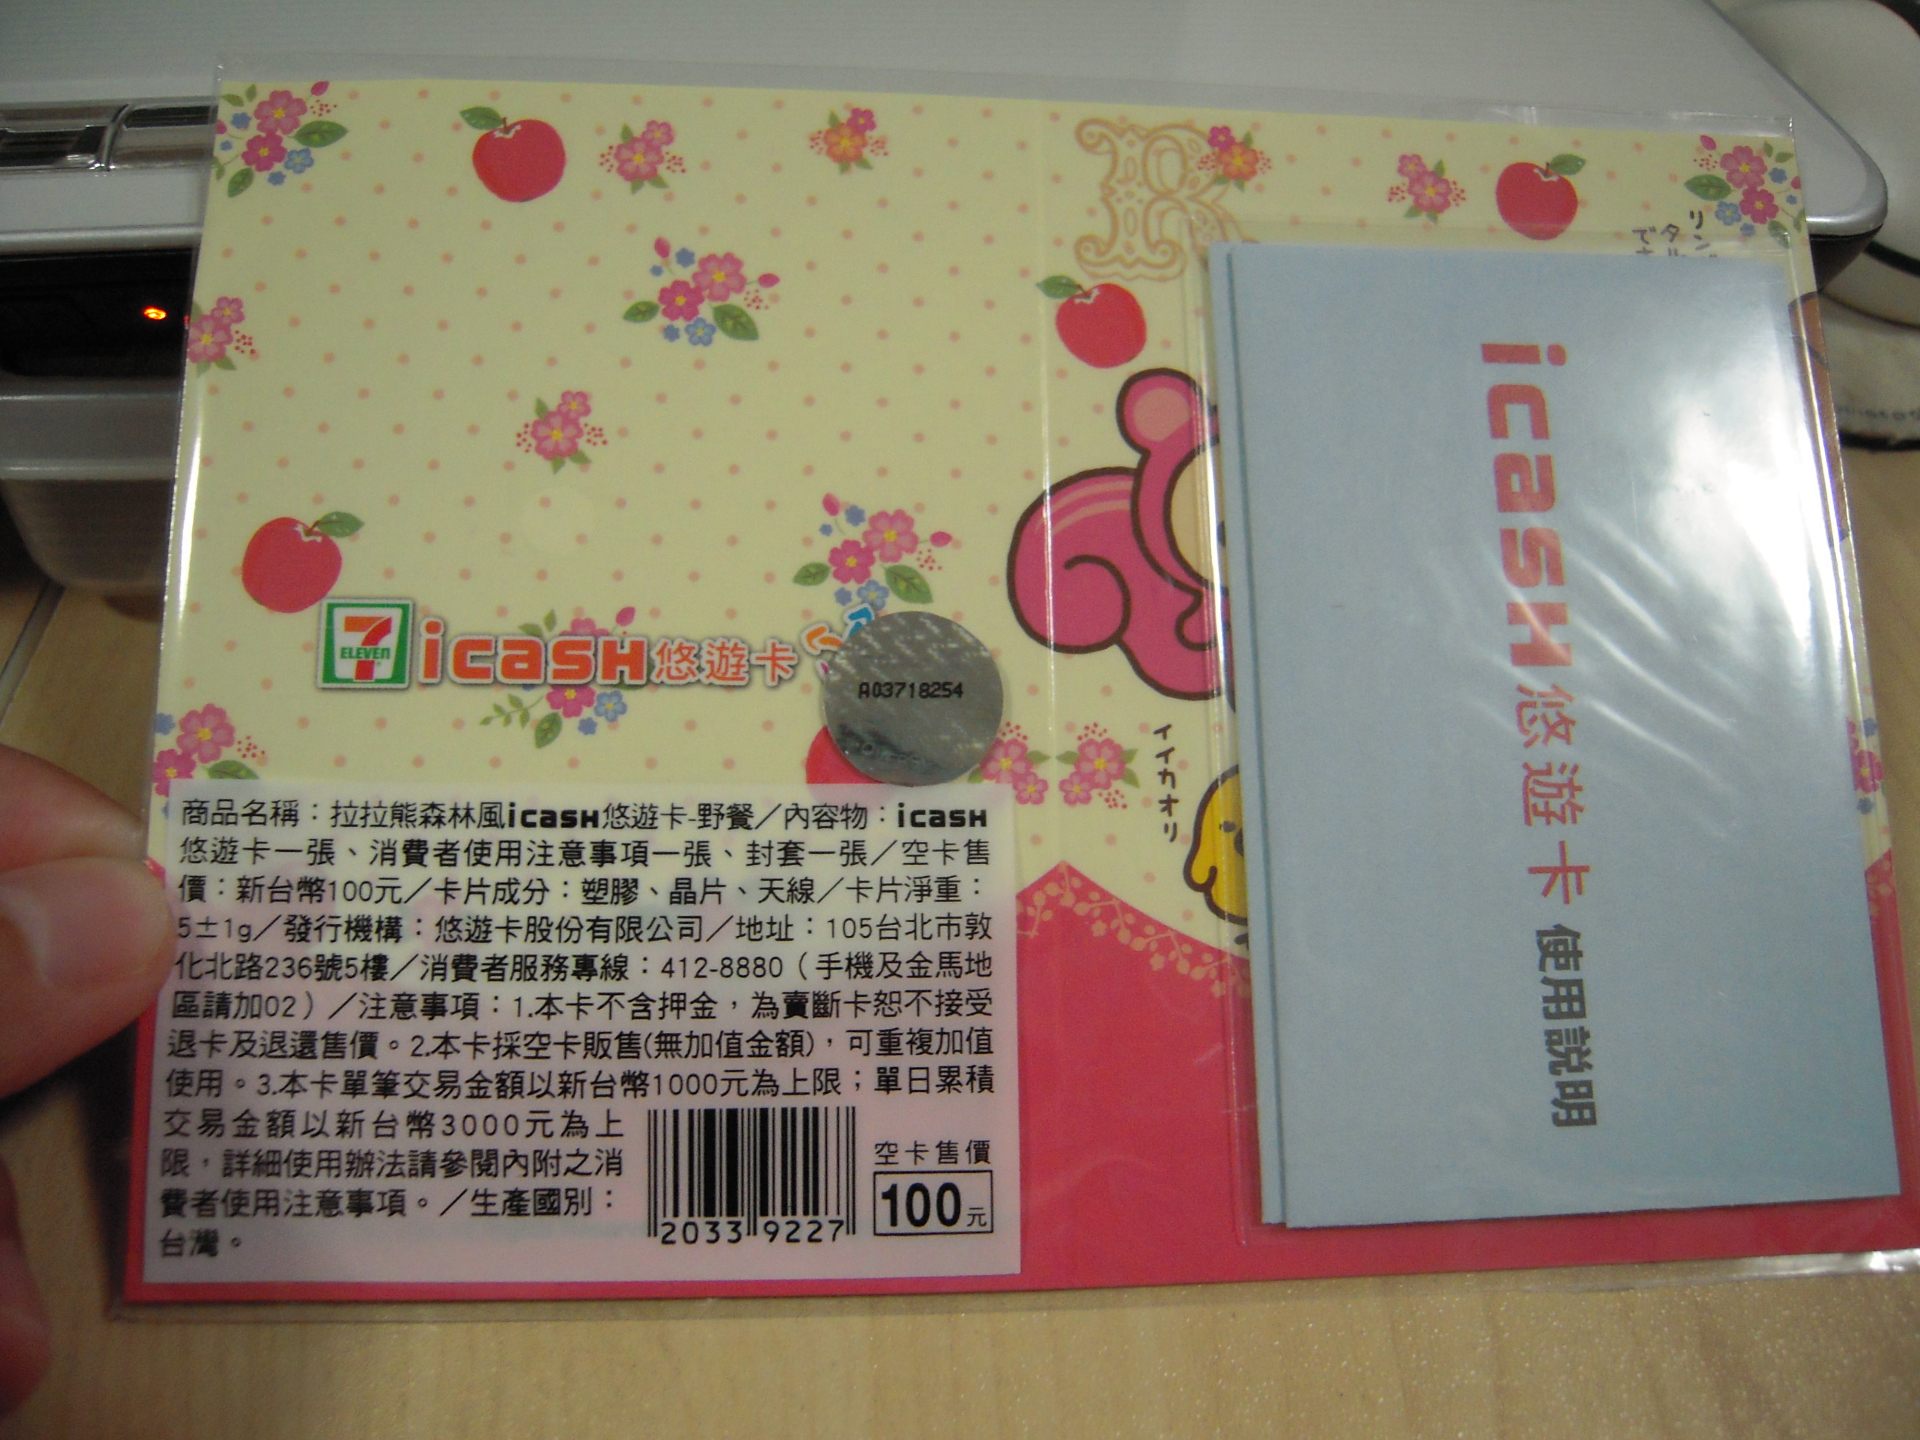 リン
タル
で
7
ELEVEN
icash悠遊卡
A03718254
イイカオリ
商品名稱：拉拉熊森林風icash悠遊卡-野餐／內容物：icash
悠遊卡一張、消費者使用注意事項一張、封套一張／空卡售
價：新台幣100元／卡片成分：塑膠、晶片、天線／卡片淨重：
5±1g／發行機構：悠遊卡股份有限公司／地址：105台北市敦
化北路236號5樓／消費者服務專線：412-8880（手機及金馬地
區請加02）／注意事項：1.本卡不含押金，為賣斷卡恕不接受
退卡及退還售價。2.本卡採空卡販售(無加值金額)，可重複加值
使用。3.本卡單筆交易金額以新台幣1000元為上限；單日累積
交易金額以新台幣3000元為上
限，詳細使用辦法請參閱內附之消
費者使用注意事項。／生產國別：
台灣。
2033 9227
空卡售價
100元
icash悠遊卡 使用說明